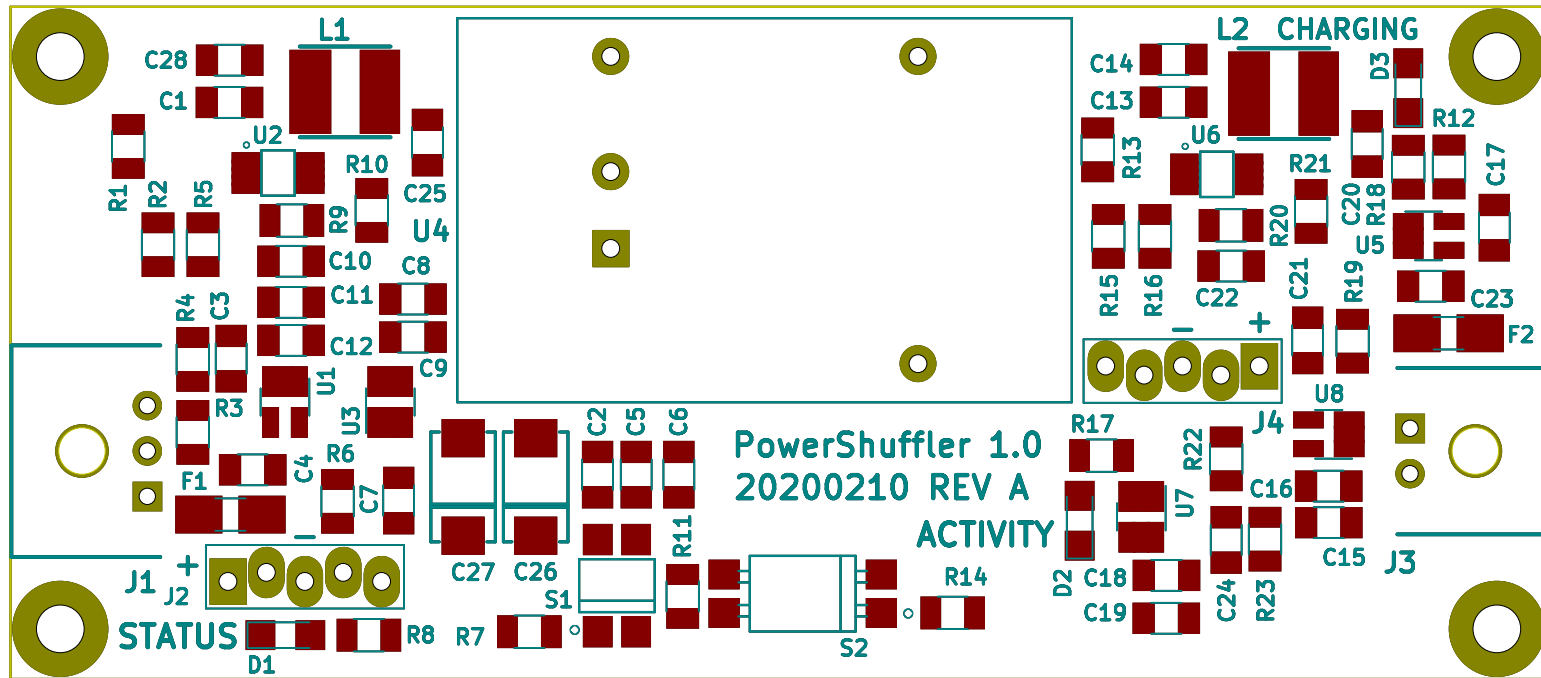 L1
L2 CHARGING
C28
C14
D3
C1
C13
R12
U2
U6
R10
R13
R21
C17
R1
R2
R5
C25
C20
R18
R9
U4
R20
U5
C10
C8
C22
C21
R19
R4
C3
C11
R15
R16
C23
- +
F2
C12
C9
U1
U3
R3
U8
J4
R17
C2
C5
C6
PowerShuffler 1.0
R22
R6
C4
F1
C7
20200210 REV A
C16
U7
ACTIVITY
R11
-
+
C15
J3
J1
J2
C27
C26
S1
R14
D2
C18
C19
C24
R23
STATUS
R8
R7
S2
D1